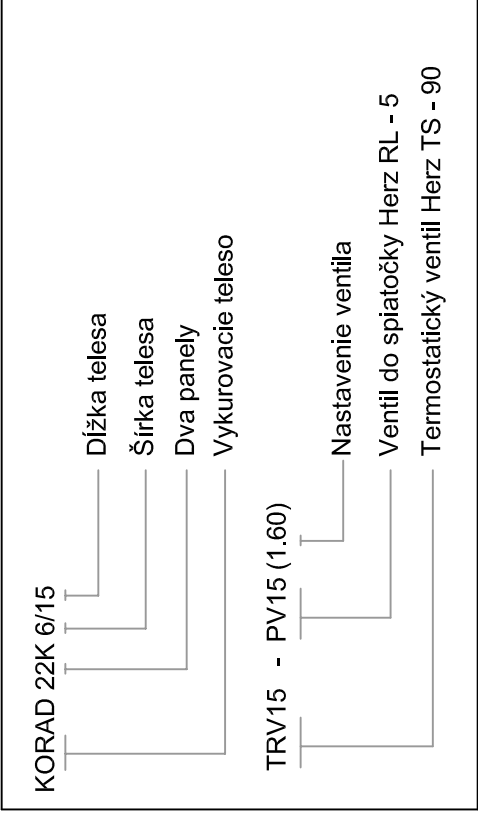 KORAD 22K 6/15
Dĺžka telesa
Šírka telesa
Dva panely
Vykurovacie teleso
TRV15 - PV15 (1.60)
Nastavenie ventila
Ventil do spiatočky Herz RL - 5
Termostatický ventil Herz TS - 90